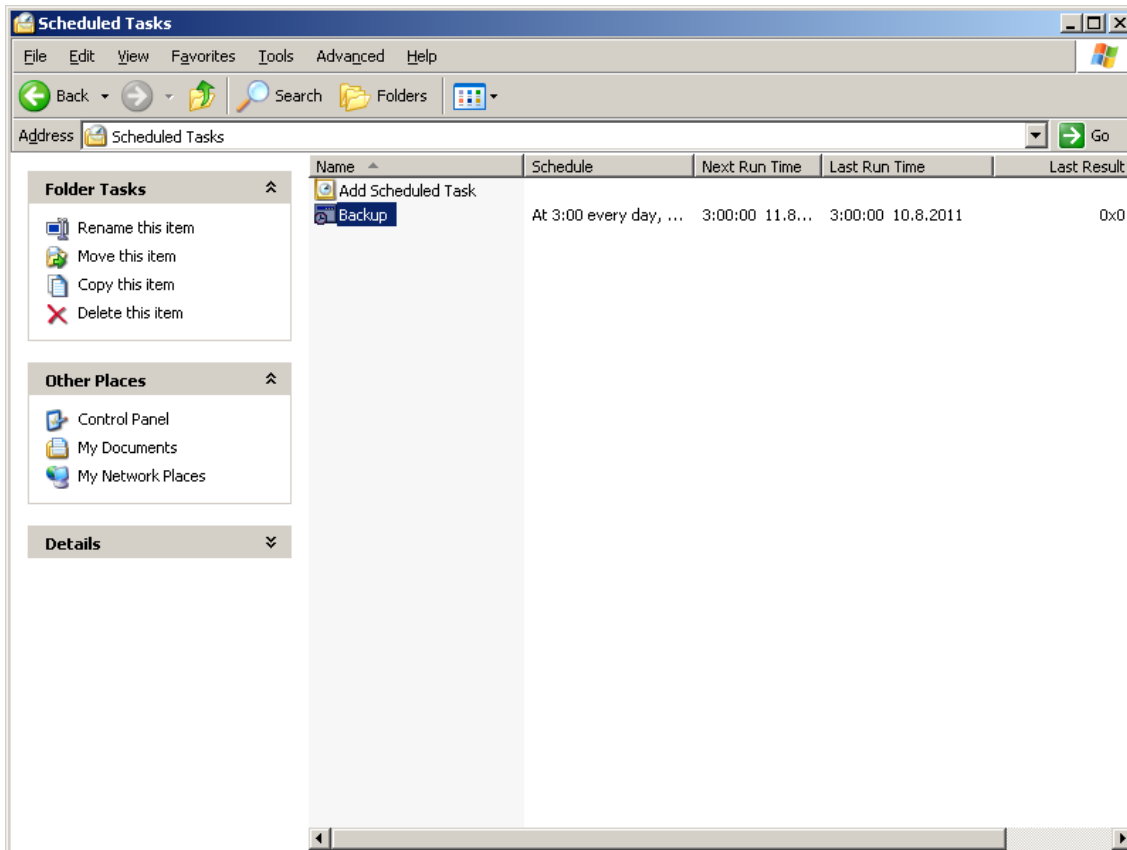 Scheduled Tasks
File Edit View Favorites Tools Advanced Help
Back Search Folders
Address Scheduled Tasks Go
Name Schedule Next Run Time Last Run Time Last Result
Add Scheduled Task
Backup At 3:00 every day, ... 3:00:00 11.8... 3:00:00 10.8.2011 0x0
Folder Tasks
Rename this item
Move this item
Copy this item
Delete this item
Other Places
Control Panel
My Documents
My Network Places
Details